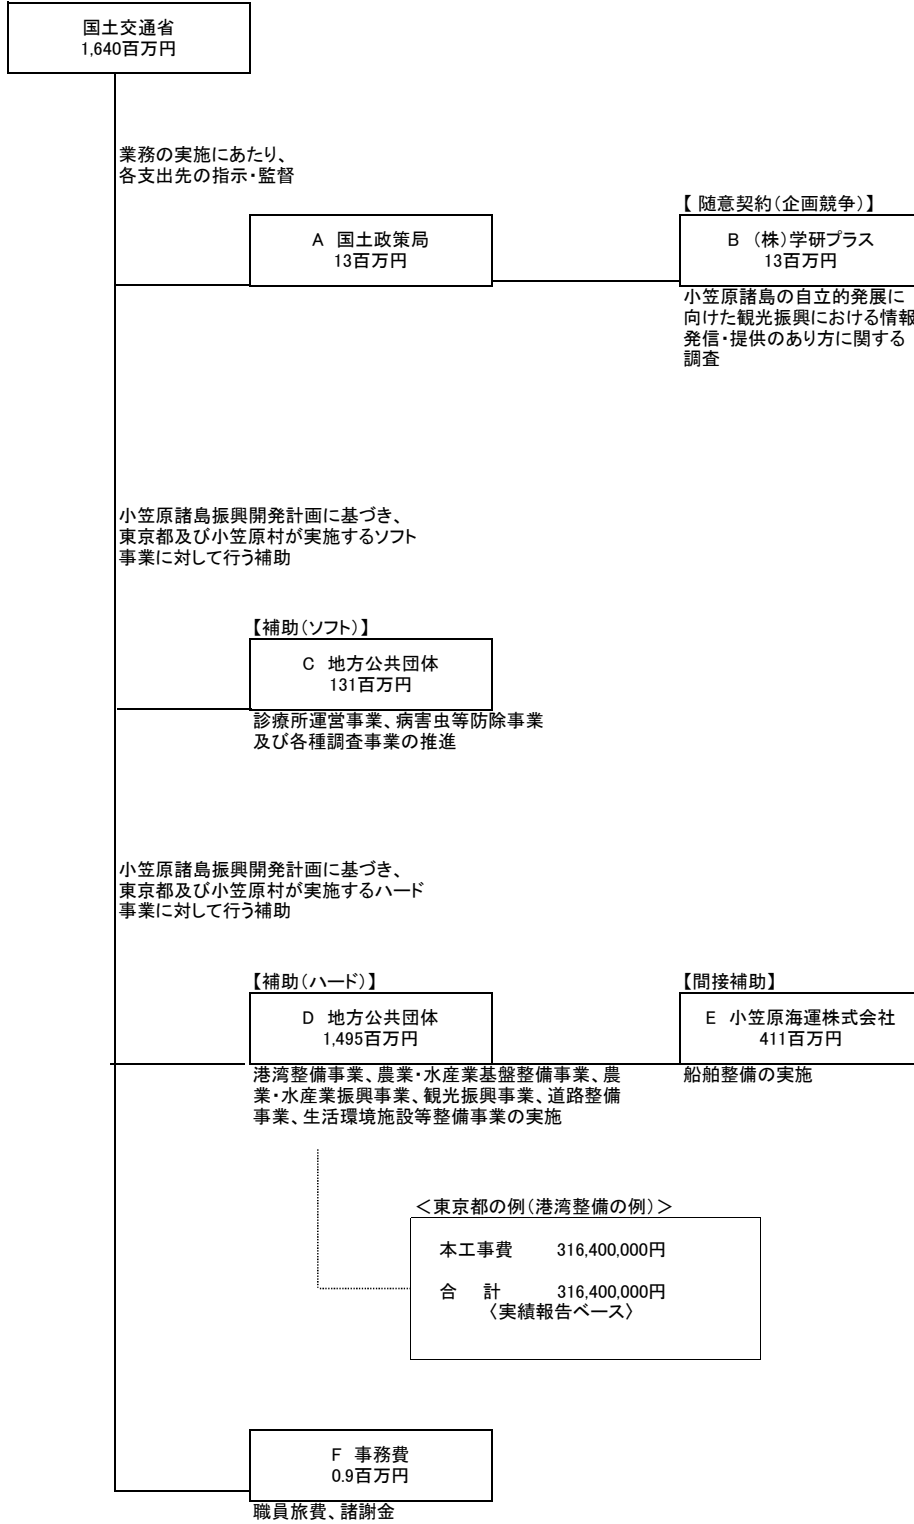 国土交通省
1,640百万円
業務の実施にあたり、
各支出先の指示・監督
【 随意契約(企画競争)】
A 国土政策局
13百万円
B (株)学研プラス
13百万円
小笠原諸島の自立的発展に
向けた観光振興における情報
発信・提供のあり方に関する
調査
小笠原諸島振興開発計画に基づき、
東京都及び小笠原村が実施するソフト
事業に対して行う補助
【補助(ソフト)】
C 地方公共団体
131百万円
診療所運営事業、病害虫等防除事業
及び各種調査事業の推進
小笠原諸島振興開発計画に基づき、
東京都及び小笠原村が実施するハード
事業に対して行う補助
【補助(ハード)】
D 地方公共団体
1,495百万円
【間接補助】
E 小笠原海運株式会社
411百万円
港湾整備事業、農業・水産業基盤整備事業、農
業・水産業振興事業、観光振興事業、道路整備
事業、生活環境施設等整備事業の実施
船舶整備の実施
＜東京都の例(港湾整備の例)＞
本工事費 316,400,000円
合 計 316,400,000円
〈実績報告ベース〉
F 事務費
0.9百万円
職員旅費、諸謝金